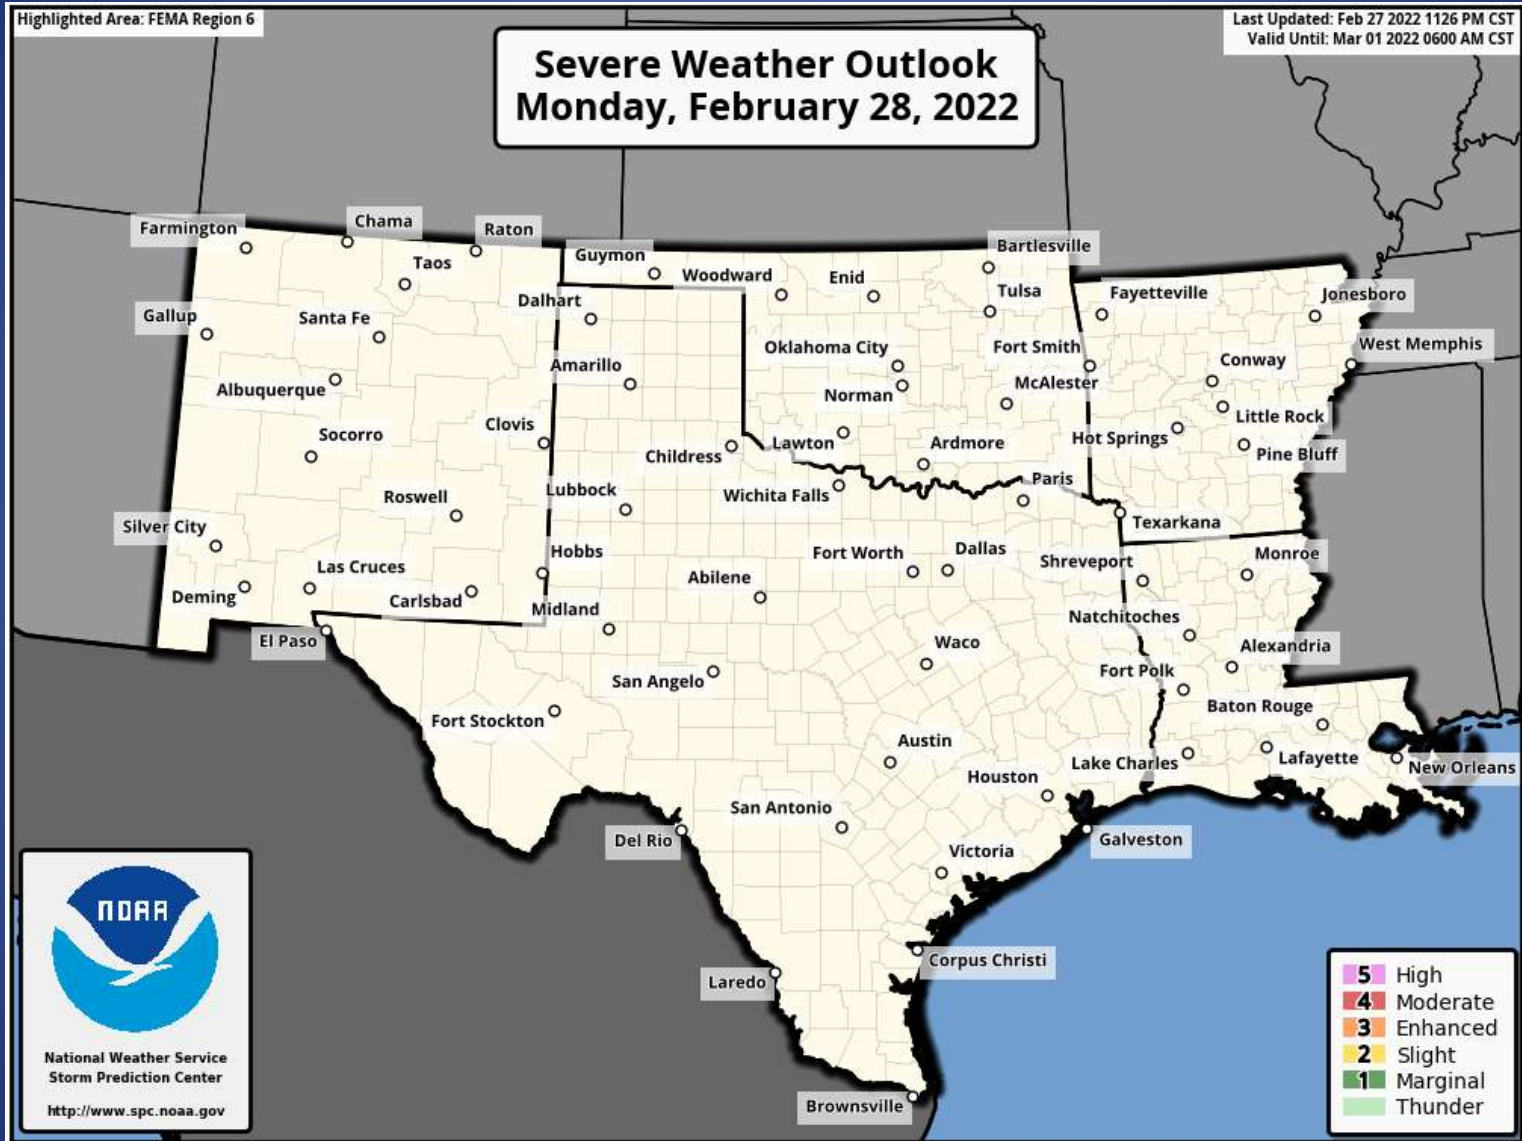 Highlighted Area: FEMA Region 6
Last Updated: Feb 27 2022 1126 PM CST
Valid Until: Mar 01 2022 0600 AM CST
Severe Weather Outlook
Monday, February 28, 2022
Farmington
Chama
Raton
Taos
Guymon
Woodward
Enid
Bartlesville
Tulsa
Fayetteville
Jonesboro
Gallup
Santa Fe
Dalhart
Oklahoma City
Fort Smith
West Memphis
Conway
Albuquerque
Amarillo
Norman
McAlester
Little Rock
Socorro
Clovis
Childress
Lawton
Ardmore
Hot Springs
Pine Bluff
Roswell
Lubbock
Wichita Falls
Paris
Texarkana
Silver City
Hobbs
Fort Worth
Dallas
Shreveport
Monroe
Deming
Las Cruces
Carlsbad
Midland
Abilene
Natchitoches
El Paso
San Angelo
Waco
Fort Polk
Alexandria
Fort Stockton
Austin
Baton Rouge
Houston
Lake Charles
Lafayette
New Orleans
San Antonio
Del Rio
Galveston
Victoria
Corpus Christi
Laredo
Brownsville
NOAA
National Weather Service
Storm Prediction Center
http://www.spc.noaa.gov
5 High
4 Moderate
3 Enhanced
2 Slight
1 Marginal
Thunder